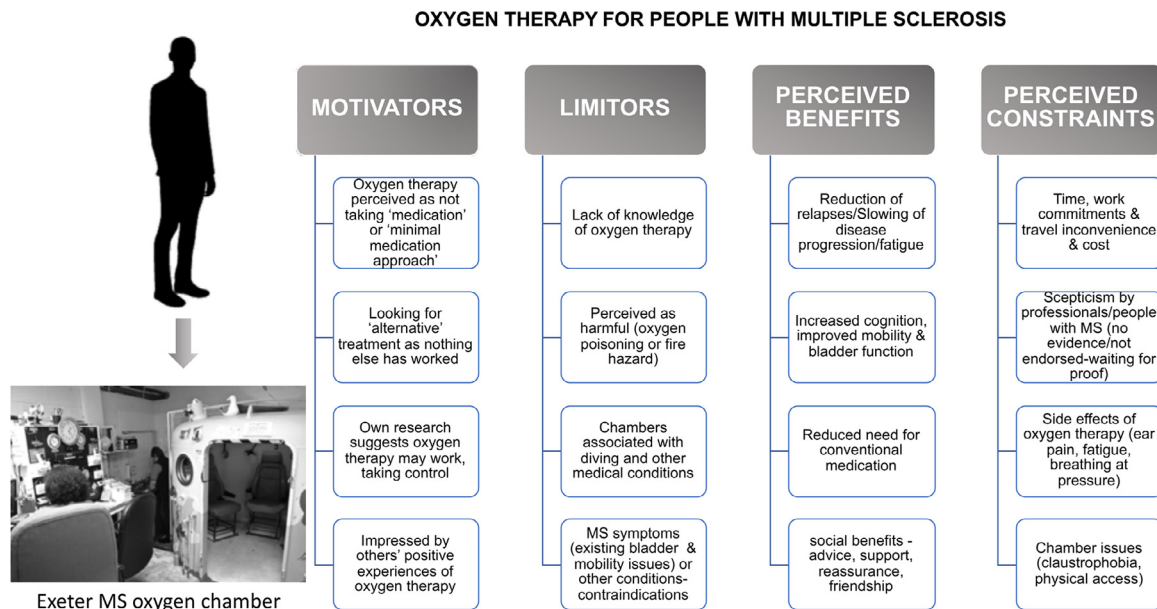 OXYGEN THERAPY FOR PEOPLE WITH MULTIPLE SCLEROSIS
MOTIVATORS
Oxygen therapy
perceived as not
taking ‘medication’
or ‘minimal
medication
approach’
Looking for
‘alternative’
treatment as nothing
else has worked
Own research
suggests oxygen
therapy may work,
taking control
Impressed by
others’ positive
experiences of
oxygen therapy
LIMITORS
Lack of knowledge
of oxygen therapy
Perceived as
harmful (oxygen
poisoning or fire
hazard)
Chambers
associated with
diving and other
medical conditions
MS symptoms
(existing bladder &
mobility issues) or
other conditions-
contraindications
PERCEIVED
BENEFITS
Reduction of
relapses/Slowing of
disease
progression/fatigue
Increased cognition,
improved mobility &
bladder function
Reduced need for
conventional
medication
social benefits -
advice, support,
reassurance,
friendship
PERCEIVED
CONSTRAINTS
Time, work
commitments &
travel inconvenience
& cost
Scepticism by
professionals/people
with MS (no
evidence/not
endorsed-waiting for
proof)
Side effects of
oxygen therapy (ear
pain, fatigue,
breathing at
pressure)
Chamber issues
(claustrophobia,
physical access)
Exeter MS oxygen chamber